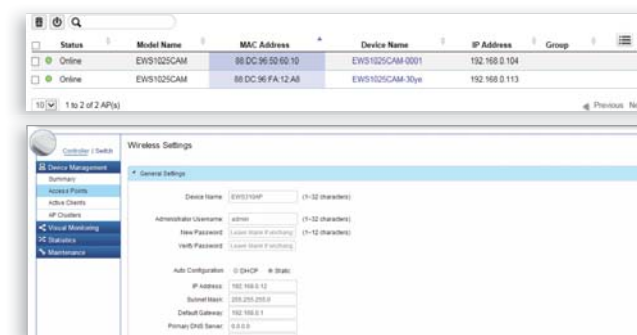 Status Model Name MAC Address Device Name IP Address Group
Online EWS1025CAM 88:DC:96:50:60:10 EWS1025CAM-0001 192.168.0.104
Online EWS1025CAM 88:DC:96:FA:12:A8 EWS1025CAM-30ye 192.168.0.113
10 1 to 2 of 2 AP(s) Previous
Controller | Switch
Wireless Settings
Device Management
Summary
Access Points
Active Clients
AP Clusters
Visual Monitoring
Statistics
Maintenance
General Settings
Device Name EWS310AP (1~32 characters)
Administrator Username admin (1~32 characters)
New Password Leave blank if unchang (1~12 characters)
Verify Password Leave blank if unchang
Auto Configuration DHCP Static
IP Address 192.168.0.12
Subnet Mask 255.255.255.0
Default Gateway 192.168.0.1
Primary DNS Server 0.0.0.0